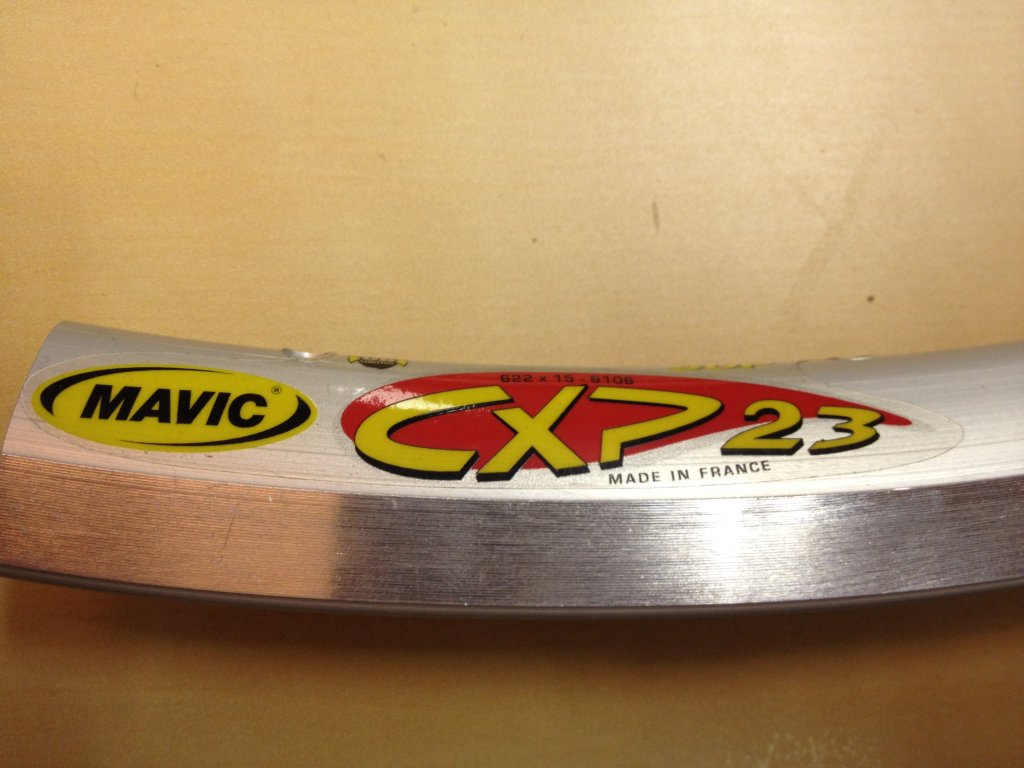 MAVIC®
622 x 15 - 6106
CXP 23
MADE IN FRANCE